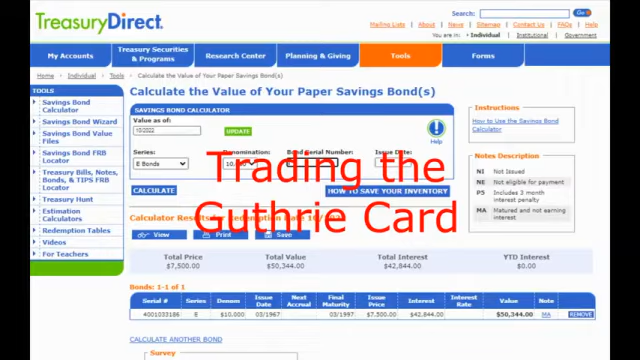 TreasuryDirect.
Search:
Go
Mailing Lists | About | News | Sitemap | Contact Us | FAQs | Help
You are in: Individual | Institutional | Government
My Accounts
Treasury Securities & Programs
Research Center
Planning & Giving
Tools
Forms
Home > Individual > Tools > Calculate the Value of Your Paper Savings Bond(s)
TOOLS
Savings Bond Calculator
Savings Bond Wizard
Savings Bond Value Files
Savings Bond FRB Locator
Treasury Bills, Notes, Bonds, & TIPS FRB Locator
Treasury Hunt
Estimation Calculators
Redemption Tables
Videos
For Teachers
Calculate the Value of Your Paper Savings Bond(s)
SAVINGS BOND CALCULATOR
Value as of:
10/2022
UPDATE
Help
Series:
Denomination:
Bond Serial Number:
Issue Date:
E Bonds
CALCULATE
HOW TO SAVE YOUR INVENTORY
Trading the
Guthrie Card
Instructions
How to Use the Savings Bond Calculator
Notes Description
NI Not Issued
NE Not eligible for payment
P5 Includes 3 month interest penalty
MA Matured and not earning interest
Calculator Results for Redemption Date
View
Print
Save
Total Price
Total Value
Total Interest
YTD Interest
$7,500.00
$50,344.00
$42,844.00
$0.00
Bonds: 1-1 of 1
Serial # Series Denom Issue Date Next Accrual Final Maturity Issue Price Interest Interest Rate Value Note
4001033186 E $10,000 03/1967 03/1997 $7,500.00 $42,844.00 $50,344.00 MA REMOVE
CALCULATE ANOTHER BOND
Survey